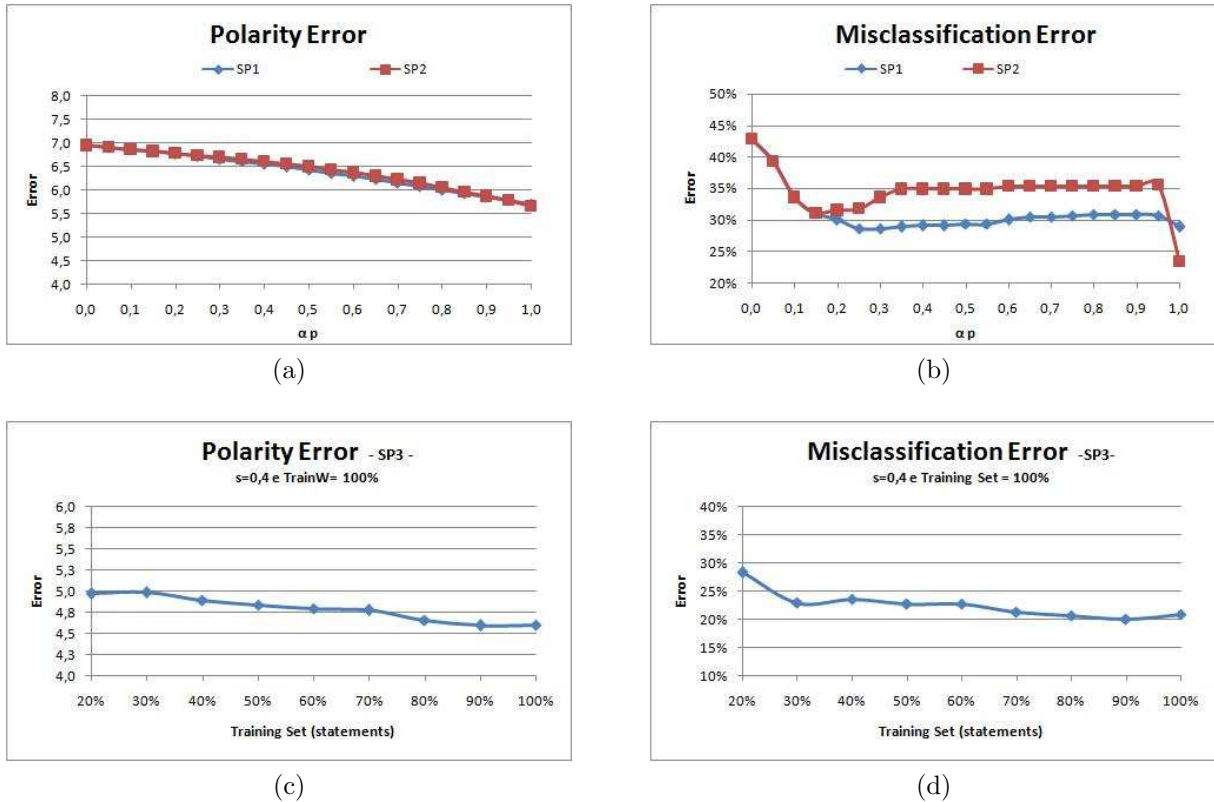 Polarity Error
SP1 SP2
8,0
7,5
7,0
6,5
6,0
5,5
5,0
4,5
4,0
Error
0,0 0,1 0,2 0,3 0,4 0,5 0,6 0,7 0,8 0,9 1,0
α p
(a)
Misclassification Error
SP1 SP2
50%
45%
40%
35%
30%
25%
20%
Error
0,0 0,1 0,2 0,3 0,4 0,5 0,6 0,7 0,8 0,9 1,0
α p
(b)
Polarity Error - SP3 -
s=0,4 e TrainW= 100%
6,0
5,8
5,5
5,3
5,0
4,8
4,5
4,3
4,0
Error
20% 30% 40% 50% 60% 70% 80% 90% 100%
Training Set (statements)
(c)
Misclassification Error -SP3-
s=0,4 e Training Set = 100%
40%
35%
30%
25%
20%
15%
10%
Error
20% 30% 40% 50% 60% 70% 80% 90% 100%
Training Set (statements)
(d)